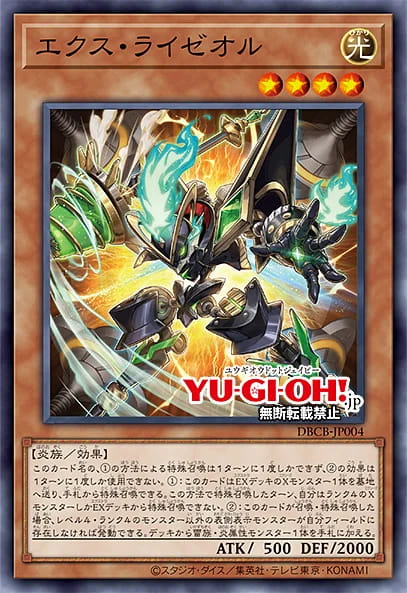 エクス・ライゼオル
光
ユウギオウドットジェイピー
YU-GI-OH!.jp
無断転載禁止
DBCB-JP004
【炎族/効果】
このカード名の、①の方法による特殊召喚は1ターンに1度しかできず、②の効果は
1ターンに1度しか使用できない。①:このカードはEXデッキのXモンスター1体を墓地
へ送り、手札から特殊召喚できる。この方法で特殊召喚したターン、自分はランク4のX
モンスターしかEXデッキから特殊召喚できない。②:このカードが召喚・特殊召喚した
場合、レベル4・ランク4のモンスター以外の表側表示モンスターが自分フィールドに
存在しなければ発動できる。デッキから雷族・炎属性モンスター1体を手札に加える。
ATK/ 500 DEF/2000
©スタジオ・ダイス/集英社・テレビ東京・KONAMI